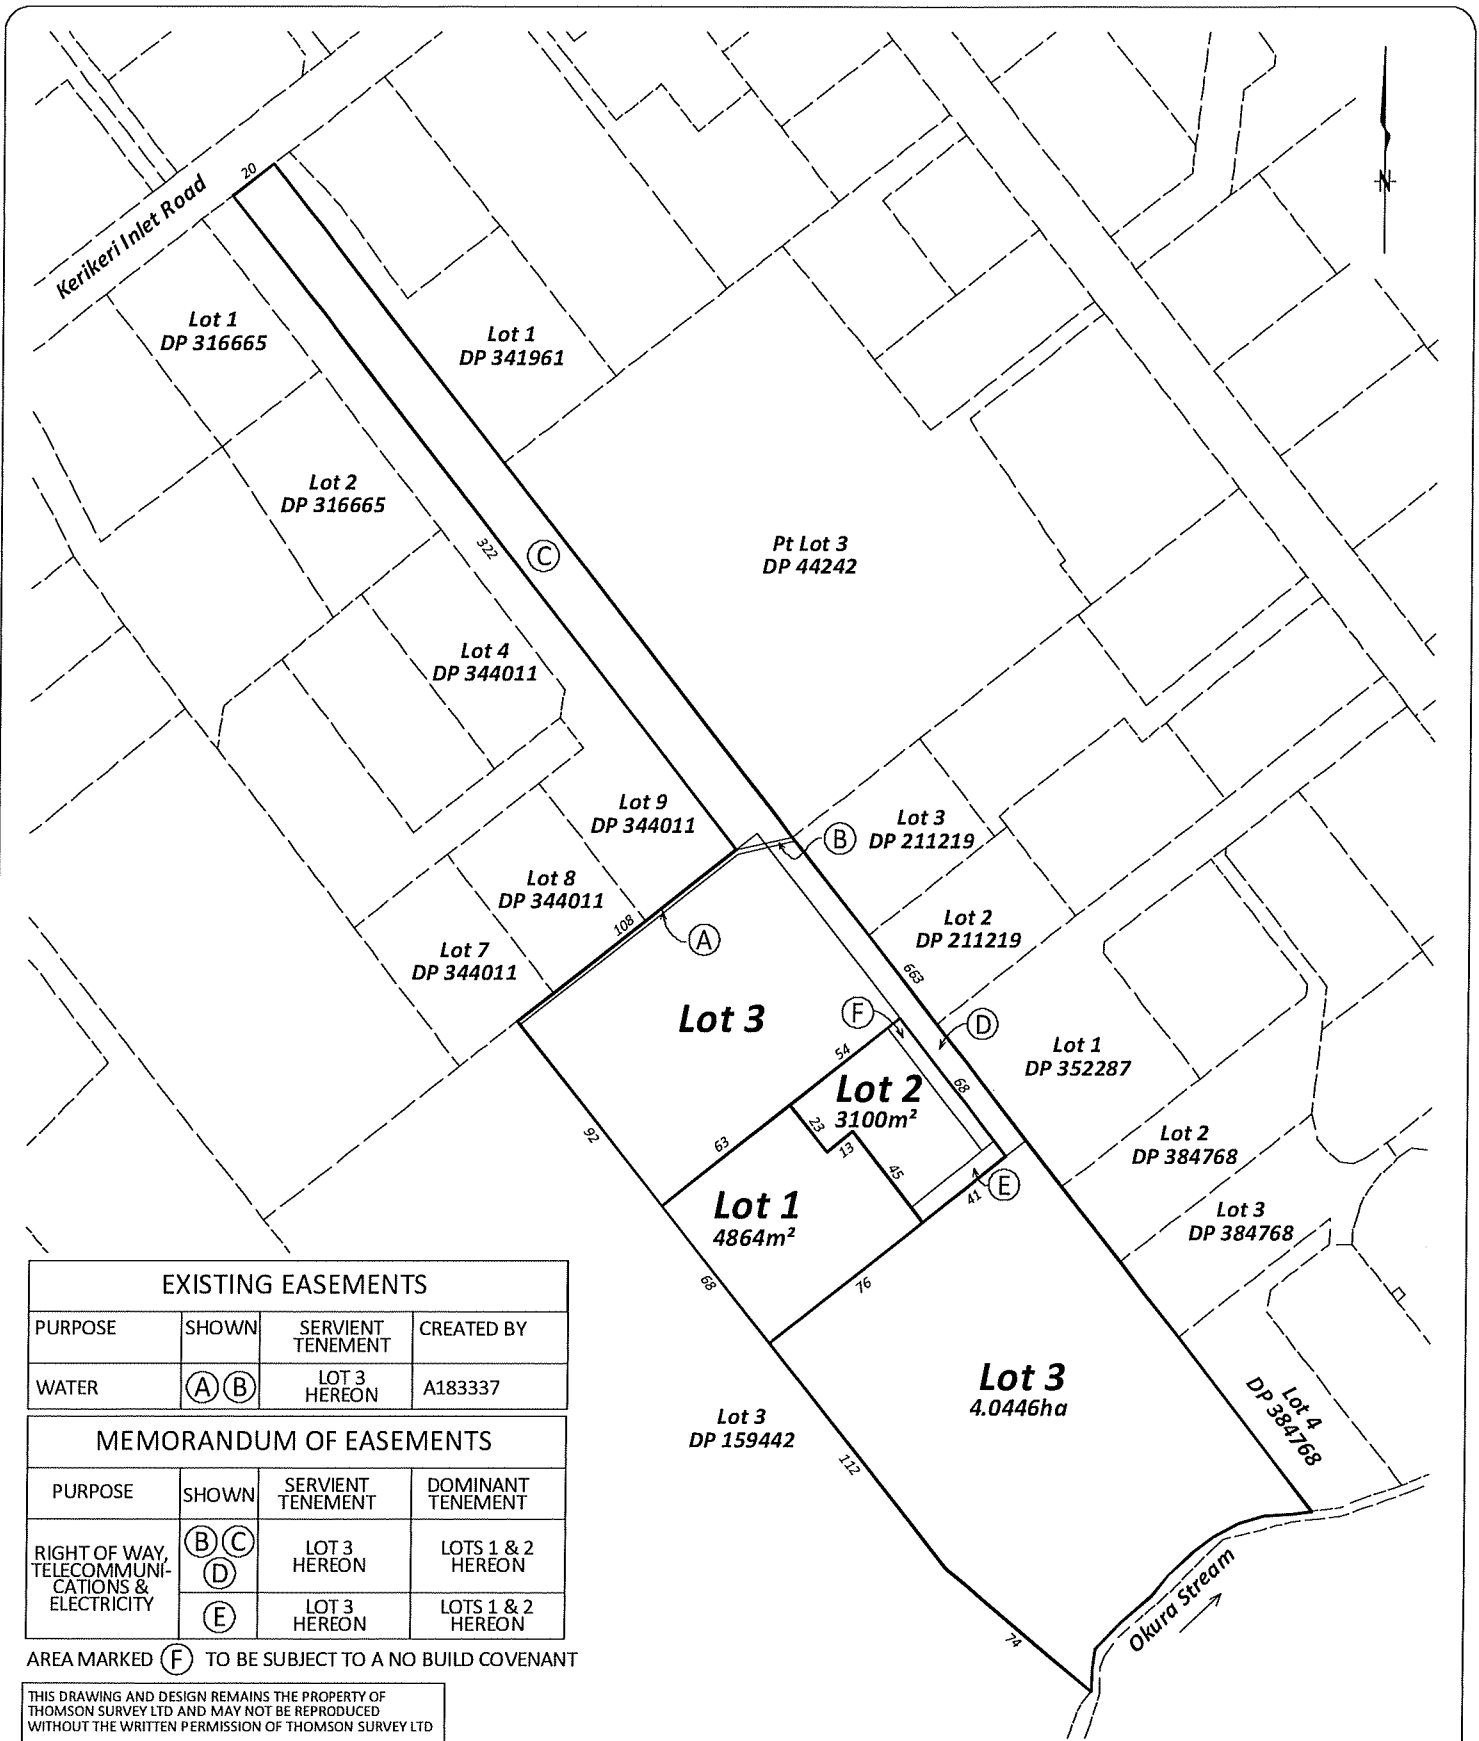 N
20
Kerikeri Inlet Road
Lot 1
DP 316665
Lot 1
DP 341961
Lot 2
DP 316665
322
C
Pt Lot 3
DP 44242
Lot 4
DP 344011
Lot 9
DP 344011
B
Lot 3
DP 211219
Lot 8
DP 344011
108
A
Lot 2
DP 211219
Lot 7
DP 344011
663
Lot 3
F
D
54
Lot 1
DP 352287
68
Lot 2
3100m²
92
23
13
63
45
Lot 2
DP 384768
E
41
Lot 1
4864m²
Lot 3
DP 384768
68
76
Lot 3
4.0446ha
Lot 4
DP 384768
Lot 3
DP 159442
112
74
Okura Stream
EXISTING EASEMENTS
PURPOSE SHOWN SERVIENT TENEMENT CREATED BY
WATER A B LOT 3 HEREON A183337
MEMORANDUM OF EASEMENTS
PURPOSE SHOWN SERVIENT TENEMENT DOMINANT TENEMENT
RIGHT OF WAY,
TELECOMMUNI-
CATIONS &
ELECTRICITY
B C D LOT 3 HEREON LOTS 1 & 2 HEREON
E LOT 3 HEREON LOTS 1 & 2 HEREON
AREA MARKED F TO BE SUBJECT TO A NO BUILD COVENANT
THIS DRAWING AND DESIGN REMAINS THE PROPERTY OF
THOMSON SURVEY LTD AND MAY NOT BE REPRODUCED
WITHOUT THE WRITTEN PERMISSION OF THOMSON SURVEY LTD